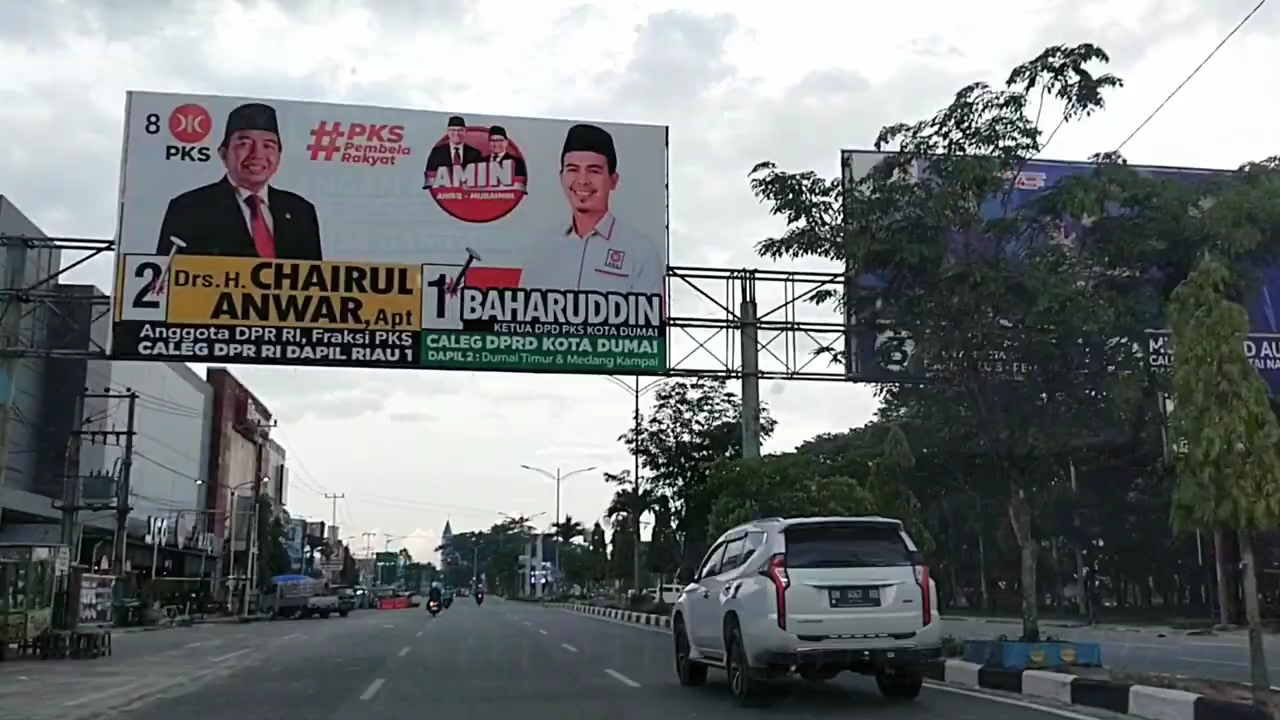 8
PKS
#PKS
Pembela
Rakyat
AMIN
ANIES - MUHAIMIN
2
Drs. H. CHAIRUL
ANWAR, Apt
Anggota DPR RI, Fraksi PKS
CALEG DPR RI DAPIL RIAU 1
1
BAHARUDDIN
KETUA DPD PKS KOTA DUMAI
CALEG DPRD KOTA DUMAI
DAPIL 2 : Dumai Timur & Medang Kampai